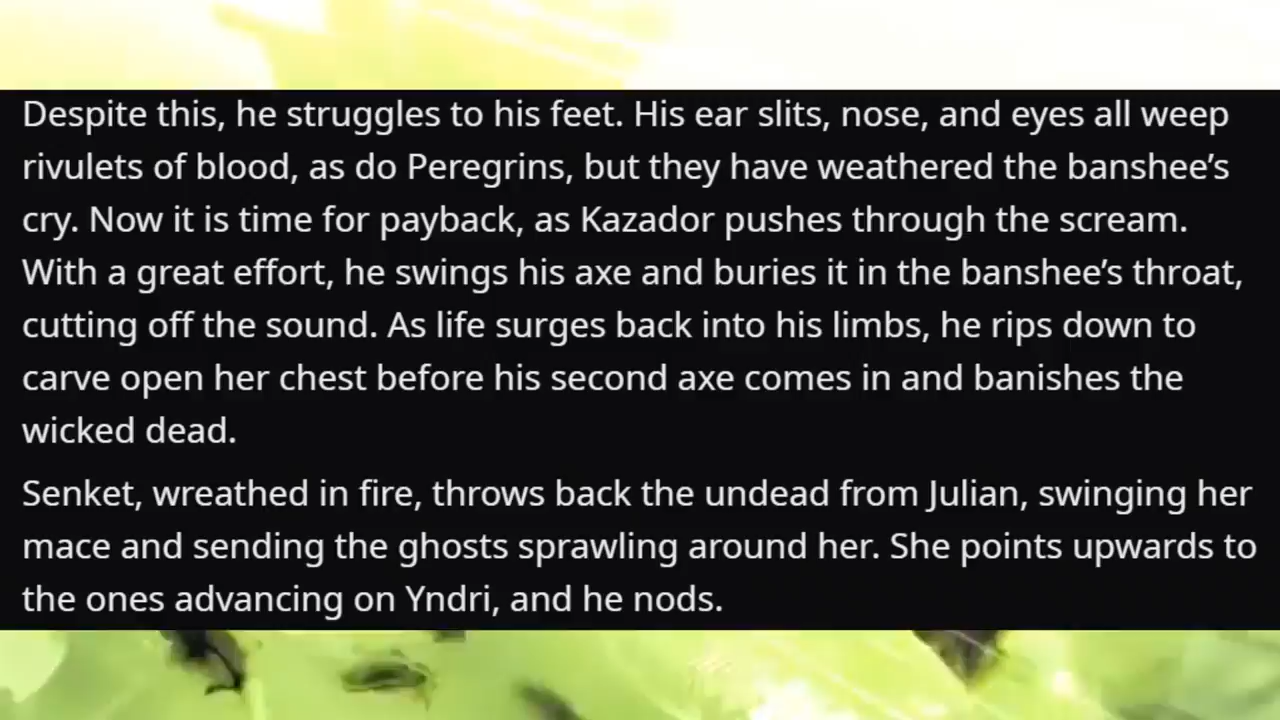 Despite this, he struggles to his feet. His ear slits, nose, and eyes all weep
rivulets of blood, as do Peregrins, but they have weathered the banshee’s
cry. Now it is time for payback, as Kazador pushes through the scream.
With a great effort, he swings his axe and buries it in the banshee’s throat,
cutting off the sound. As life surges back into his limbs, he rips down to
carve open her chest before his second axe comes in and banishes the
wicked dead.
Senket, wreathed in fire, throws back the undead from Julian, swinging her
mace and sending the ghosts sprawling around her. She points upwards to
the ones advancing on Yndri, and he nods.